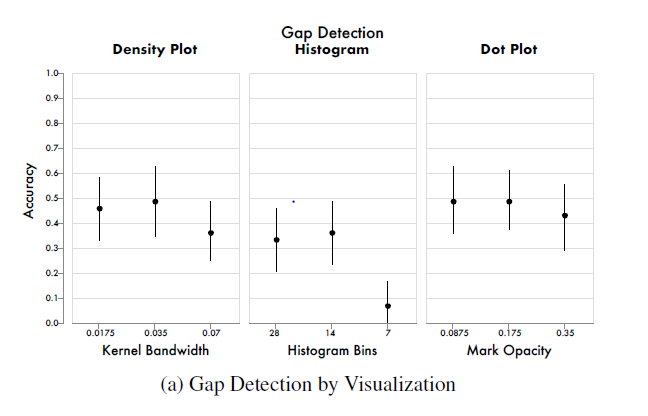 Gap Detection
Density Plot Histogram Dot Plot
1.0
0.9
0.8
0.7
0.6
0.5
0.4
0.3
0.2
0.1
0.0
Accuracy
0.0175 0.035 0.07 28 14 7 0.0875 0.175 0.35
Kernel Bandwidth Histogram Bins Mark Opacity
(a) Gap Detection by Visualization